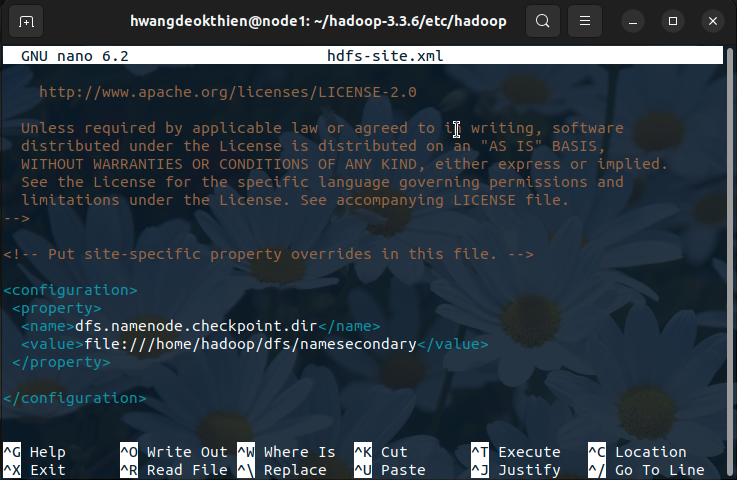 hwangdeokthien@node1: ~/hadoop-3.3.6/etc/hadoop
GNU nano 6.2 hdfs-site.xml
http://www.apache.org/licenses/LICENSE-2.0
Unless required by applicable law or agreed to in writing, software
distributed under the License is distributed on an "AS IS" BASIS,
WITHOUT WARRANTIES OR CONDITIONS OF ANY KIND, either express or implied.
See the License for the specific language governing permissions and
limitations under the License. See accompanying LICENSE file.
-->
<!-- Put site-specific property overrides in this file. -->
<configuration>
<property>
<name>dfs.namenode.checkpoint.dir</name>
<value>file:///home/hadoop/dfs/namesecondary</value>
</property>
</configuration>
^G Help ^O Write Out ^W Where Is ^K Cut ^T Execute ^C Location
^X Exit ^R Read File ^\ Replace ^U Paste ^J Justify ^/ Go To Line